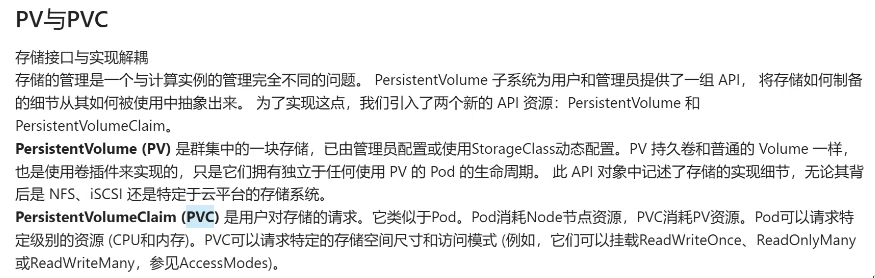 PV与PVC
存储接口与实现解耦
存储的管理是一个与计算实例的管理完全不同的问题。 PersistentVolume 子系统为用户和管理员提供了一组 API， 将存储如何制备
的细节从其如何被使用中抽象出来。 为了实现这点，我们引入了两个新的 API 资源：PersistentVolume 和
PersistentVolumeClaim。
PersistentVolume (PV) 是群集中的一块存储，已由管理员配置或使用StorageClass动态配置。PV 持久卷和普通的 Volume 一样，
也是使用卷插件来实现的，只是它们拥有独立于任何使用 PV 的 Pod 的生命周期。 此 API 对象中记述了存储的实现细节，无论其背
后是 NFS、iSCSI 还是特定于云平台的存储系统。
PersistentVolumeClaim (PVC) 是用户对存储的请求。它类似于Pod。Pod消耗Node节点资源，PVC消耗PV资源。Pod可以请求特
定级别的资源 (CPU和内存)。PVC可以请求特定的存储空间尺寸和访问模式 (例如，它们可以挂载ReadWriteOnce、ReadOnlyMany
或ReadWriteMany，参见AccessModes)。